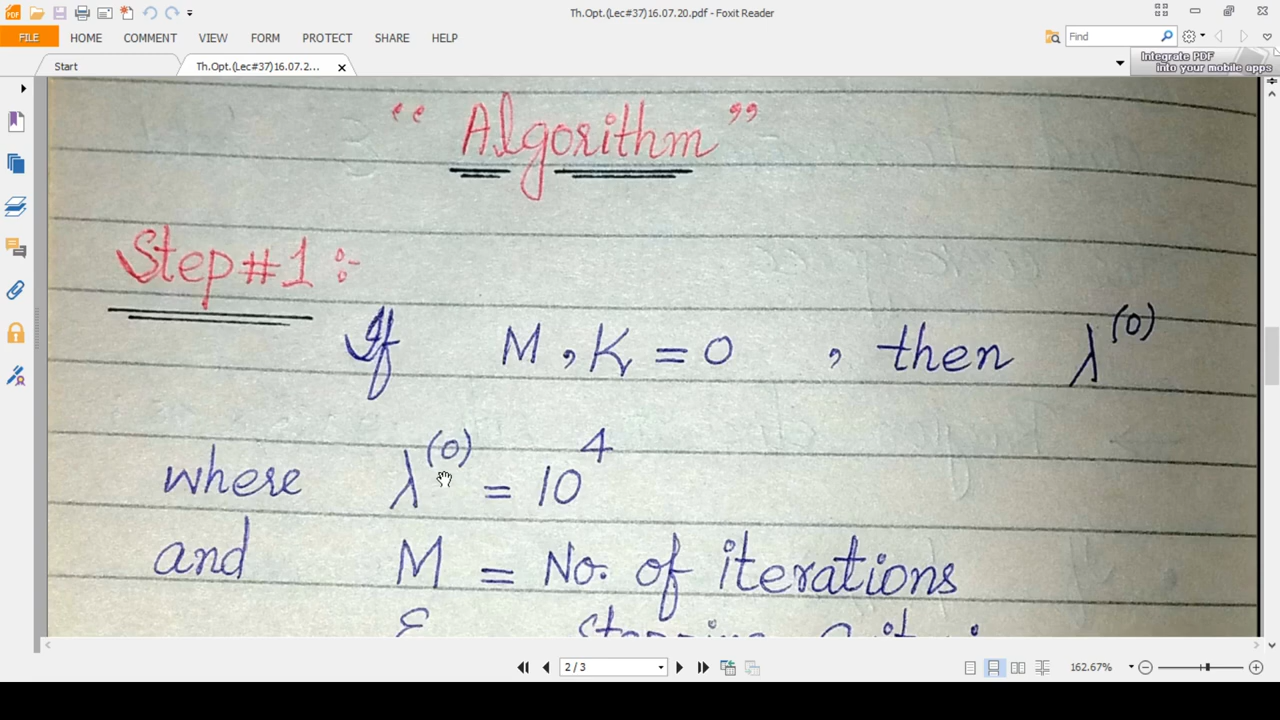 Th.Opt.(Lec#37)16.07.20.pdf - Foxit Reader
FILE HOME COMMENT VIEW FORM PROTECT SHARE HELP
Find
Start Th.Opt.(Lec#37)16.07.2...
Integrate PDF
into your mobile apps
" Algorithm "
Step#1 :-
If M, K = 0 , then λ^(0)
where λ^(0) = 10^4
and M = No. of iterations
2 / 3
162.67%